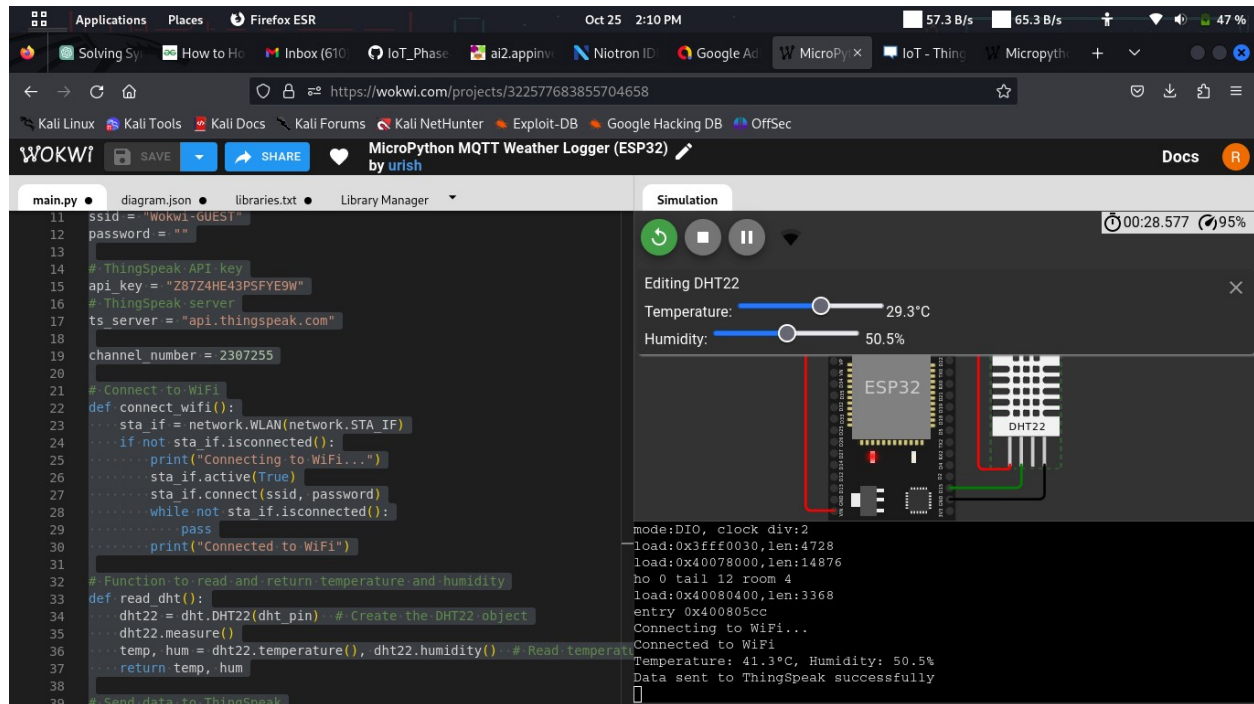 Applications Places Firefox ESR Oct 25 2:10 PM 57.3 B/s 65.3 B/s 47 %
Solving Sy How to Ho Inbox (610 IoT_Phase ai2.appinv Niotron ID Google Ad MicroPy IoT - Thing Micropyth
https://wokwi.com/projects/322577683855704658
Kali Linux Kali Tools Kali Docs Kali Forums Kali NetHunter Exploit-DB Google Hacking DB OffSec
WOKWI SAVE SHARE MicroPython MQTT Weather Logger (ESP32) Docs R
by urish
main.py diagram.json libraries.txt Library Manager
11 ssid = "Wokwi-GUEST"
12 password = ""
13
14 # ThingSpeak API key
15 api_key = "Z87Z4HE43PSFYE9W"
16 # ThingSpeak server
17 ts_server = "api.thingspeak.com"
18
19 channel_number = 2307255
20
21 # Connect to WiFi
22 def connect_wifi():
23 sta_if = network.WLAN(network.STA_IF)
24 if not sta_if.isconnected():
25 print("Connecting to WiFi...")
26 sta_if.active(True)
27 sta_if.connect(ssid, password)
28 while not sta_if.isconnected():
29 pass
30 print("Connected to WiFi")
31
32 # Function to read and return temperature and humidity
33 def read_dht():
34 dht22 = dht.DHT22(dht_pin) # Create the DHT22 object
35 dht22.measure()
36 temp, hum = dht22.temperature(), dht22.humidity() # Read temperatu
37 return temp, hum
38
39 # Send data to ThingSpeak
Simulation
00:28.577 95%
Editing DHT22
Temperature: 29.3°C
Humidity: 50.5%
ESP32
DHT22
mode:DIO, clock div:2
load:0x3fff0030,len:4728
load:0x40078000,len:14876
ho 0 tail 12 room 4
load:0x40080400,len:3368
entry 0x400805cc
Connecting to WiFi...
Connected to WiFi
Temperature: 41.3°C, Humidity: 50.5%
Data sent to ThingSpeak successfully